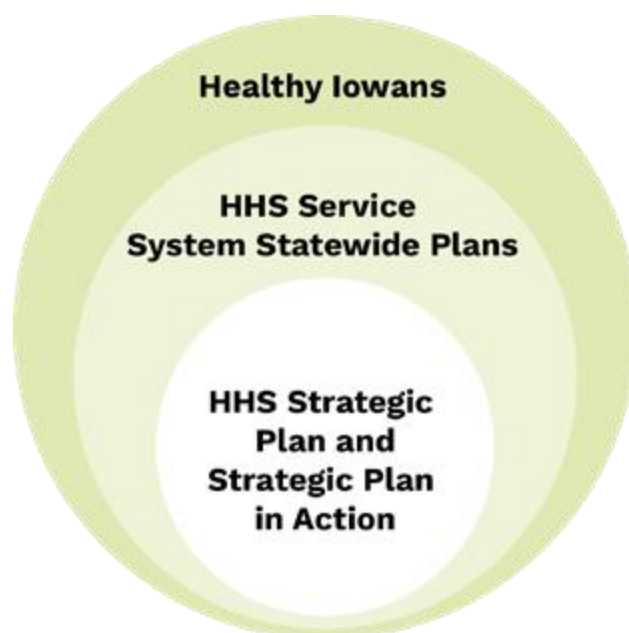 Healthy Iowans
HHS Service
System Statewide Plans
HHS Strategic
Plan and
Strategic Plan
in Action